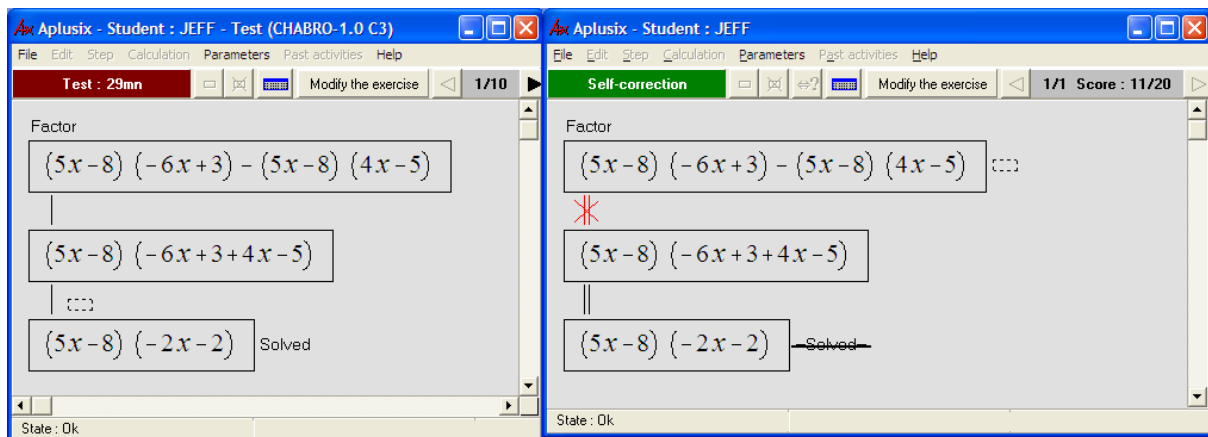 Aplusix - Student : JEFF - Test (CHABRO-1.0 C3)
File Edit Step Calculation Parameters Past activities Help
Test : 29mn Modify the exercise 1/10
Factor
(5x-8) (-6x+3) - (5x-8) (4x-5)
(5x-8) (-6x+3+4x-5)
(5x-8) (-2x-2) Solved
State : Ok
Aplusix - Student : JEFF
File Edit Step Calculation Parameters Past activities Help
Self-correction ⇔? Modify the exercise 1/1 Score : 11/20
Factor
(5x-8) (-6x+3) - (5x-8) (4x-5)
(5x-8) (-6x+3+4x-5)
(5x-8) (-2x-2) Solved
State : Ok